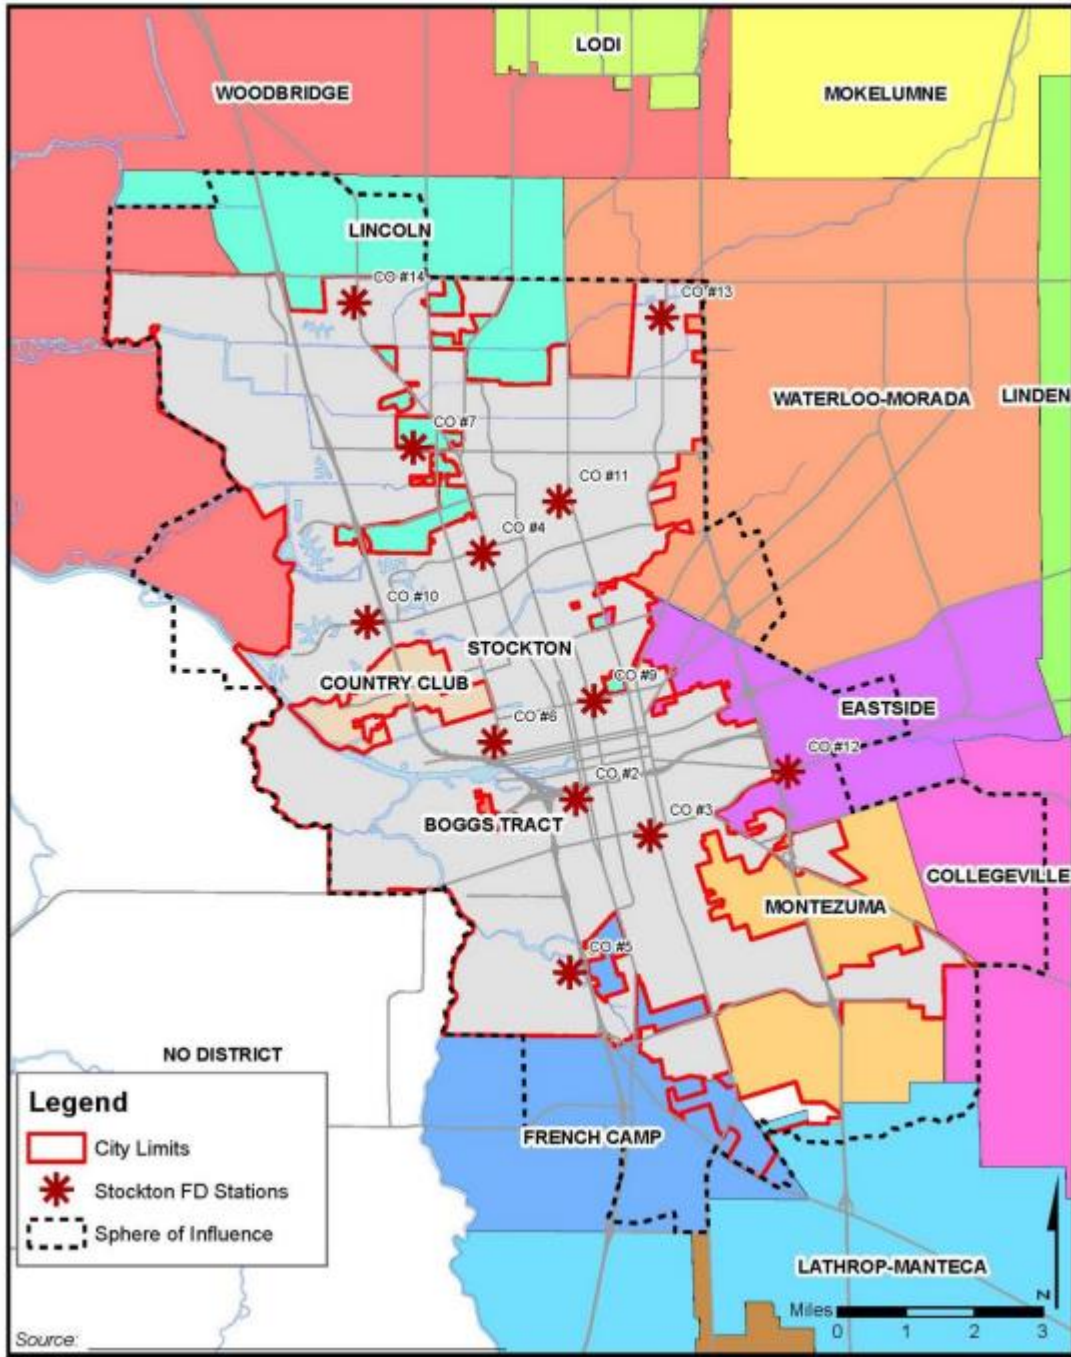 LODI
WOODBRIDGE
MOKELUMNE
LINCOLN
CO #14
CO #13
WATERLOO-MORADA
LINDEN
CO #7
CO #11
CO #4
CO #10
STOCKTON
COUNTRY CLUB
CO #9
EASTSIDE
CO #6
CO #12
CO #2
BOGGS TRACT
CO #3
COLLEGEVILLE
MONTEZUMA
CO #5
NO DISTRICT
Legend
City Limits
Stockton FD Stations
Sphere of Influence
FRENCH CAMP
LATHROP-MANTECA
N
Miles
0 1 2 3
Source: